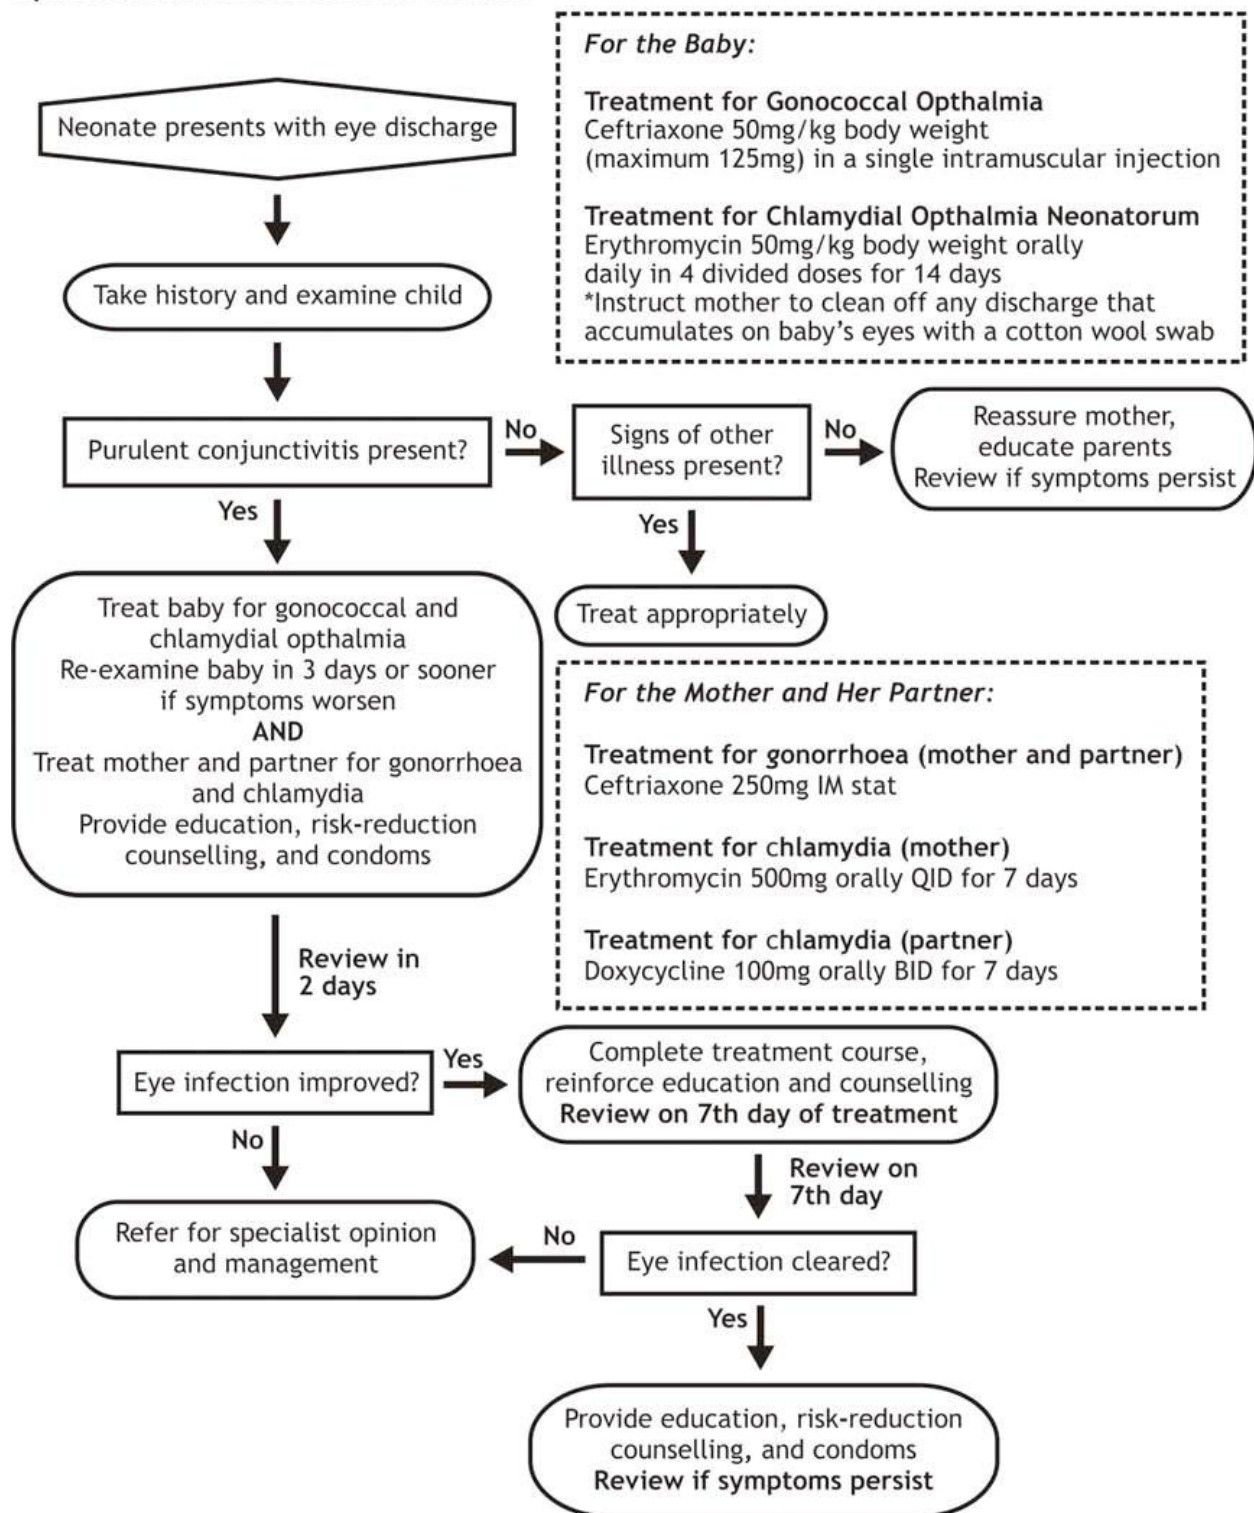 Neonate presents with eye discharge
For the Baby:
Treatment for Gonococcal Opthalmia
Ceftriaxone 50mg/kg body weight
(maximum 125mg) in a single intramuscular injection
Treatment for Chlamydial Opthalmia Neonatorum
Erythromycin 50mg/kg body weight orally
daily in 4 divided doses for 14 days
*Instruct mother to clean off any discharge that
accumulates on baby's eyes with a cotton wool swab
Take history and examine child
Purulent conjunctivitis present?
No
Signs of other
illness present?
No
Reassure mother,
educate parents
Review if symptoms persist
Yes
Yes
Treat appropriately
Treat baby for gonococcal and
chlamydial opthalmia
Re-examine baby in 3 days or sooner
if symptoms worsen
AND
Treat mother and partner for gonorrhoea
and chlamydia
Provide education, risk-reduction
counselling, and condoms
For the Mother and Her Partner:
Treatment for gonorrhoea (mother and partner)
Ceftriaxone 250mg IM stat
Treatment for chlamydia (mother)
Erythromycin 500mg orally QID for 7 days
Treatment for chlamydia (partner)
Doxycycline 100mg orally BID for 7 days
Review in
2 days
Eye infection improved?
Yes
Complete treatment course,
reinforce education and counselling
Review on 7th day of treatment
No
Review on
7th day
Refer for specialist opinion
and management
No
Eye infection cleared?
Yes
Provide education, risk-reduction
counselling, and condoms
Review if symptoms persist